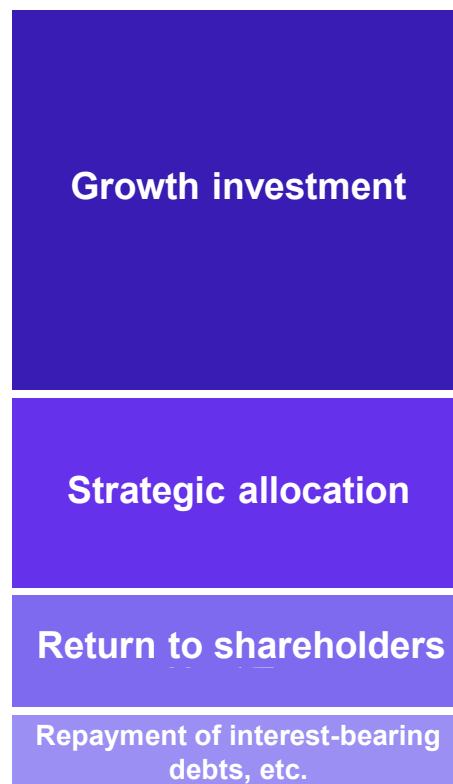 Growth investment
Strategic allocation
Return to shareholders
Repayment of interest-bearing
debts, etc.